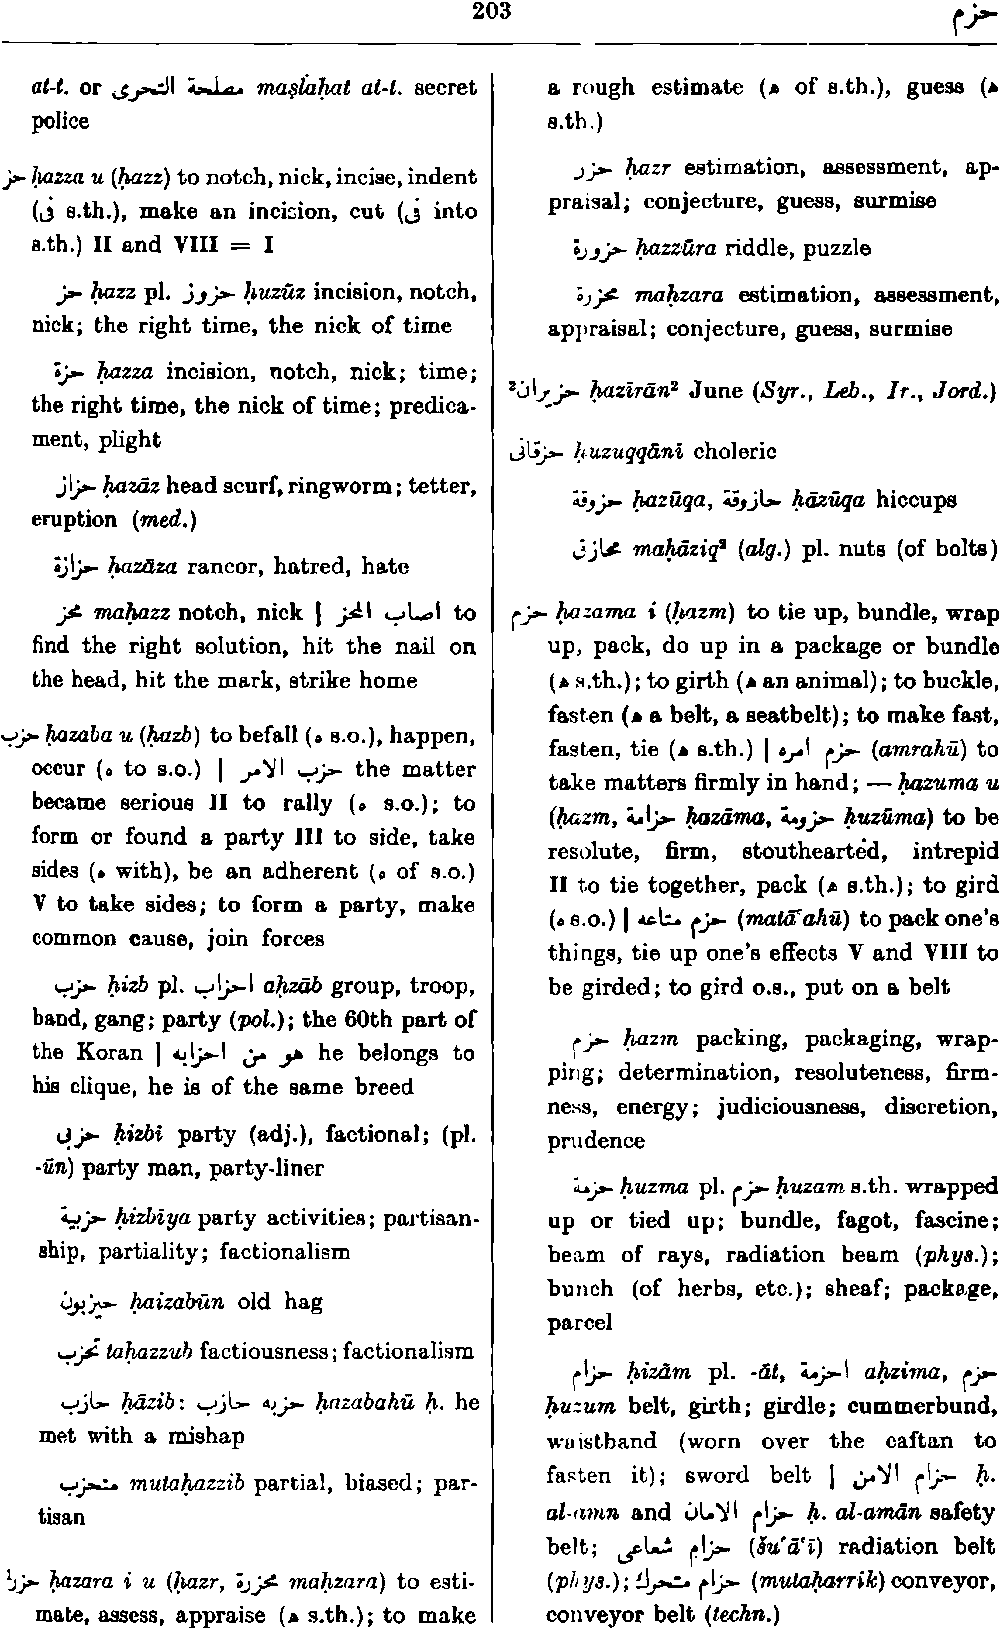 203
حزم
at-t. or مصلحة التحرى maṣlaḥat at-t. secret
police
حز ḥazza u (ḥazz) to notch, nick, incise, indent
(فى s.th.), make an incision, cut (فى into
s.th.) II and VIII = I
حز ḥazz pl. حزوز ḥuzūz incision, notch,
nick; the right time, the nick of time
حزة ḥazza incision, notch, nick; time;
the right time, the nick of time; predica-
ment, plight
حزاز ḥazāz head scurf, ringworm; tetter,
eruption (med.)
حزازة ḥazāza rancor, hatred, hate
محز maḥazz notch, nick | اصاب المحز to
find the right solution, hit the nail on
the head, hit the mark, strike home
حزب ḥazaba u (ḥazb) to befall (ه s.o.), happen,
occur (ه to s.o.) | حزب الامر the matter
became serious II to rally (ه s.o.); to
form or found a party III to side, take
sides (ه with), be an adherent (ه of s.o.)
V to take sides; to form a party, make
common cause, join forces
حزب ḥizb pl. احزاب aḥzāb group, troop,
band, gang; party (pol.); the 60th part of
the Koran | هو من احزابه he belongs to
his clique, he is of the same breed
حزبى ḥizbī party (adj.), factional; (pl.
-ūn) party man, party-liner
حزبية ḥizbīya party activities; partisan-
ship, partiality; factionalism
حيزبون ḥaizabūn old hag
تحزب taḥazzub factiousness; factionalism
حازب ḥāzib: حزبه حازب ḥazabahū ḥ. he
met with a mishap
متحزب mutaḥazzib partial, biased; par-
tisan
حزر¹ ḥazara i u (ḥazr, محزرة maḥzara) to esti-
mate, assess, appraise (ه s.th.); to make
a rough estimate (ه of s.th.), guess (ه
s.th.)
حزر ḥazr estimation, assessment, ap-
praisal; conjecture, guess, surmise
حزورة ḥazzūra riddle, puzzle
محزرة maḥzara estimation, assessment,
appraisal; conjecture, guess, surmise
حزيران² ḥazīrān² June (Syr., Leb., Ir., Jord.)
حزقانى ḥuzuqqānī choleric
حزوقة ḥazūqa, حازوقة ḥāzūqa hiccups
محازق maḥāziq² (alg.) pl. nuts (of bolts)
حزم ḥazama i (ḥazm) to tie up, bundle, wrap
up, pack, do up in a package or bundle
(ه s.th.); to girth (ه an animal); to buckle,
fasten (ه a belt, a seatbelt); to make fast,
fasten, tie (ه s.th.) | حزم امره (amrahū) to
take matters firmly in hand; — ḥazuma u
(ḥazm, حزامة ḥazāma, حزومة ḥuzūma) to be
resolute, firm, stouthearted, intrepid
II to tie together, pack (ه s.th.); to gird
(ه s.o.) | حزم متاعه (matāʿahū) to pack one's
things, tie up one's effects V and VIII to
be girded; to gird o.s., put on a belt
حزم ḥazm packing, packaging, wrap-
ping; determination, resoluteness, firm-
ness, energy; judiciousness, discretion,
prudence
حزمة ḥuzma pl. حزم ḥuzam s.th. wrapped
up or tied up; bundle, fagot, fascine;
beam of rays, radiation beam (phys.);
bunch (of herbs, etc.); sheaf; package,
parcel
حزام ḥizām pl. -āt, احزمة aḥzima, حزم
ḥuzum belt, girth; girdle; cummerbund,
waistband (worn over the caftan to
fasten it); sword belt | حزام الامن ḥ.
al-amn and حزام الامان ḥ. al-amān safety
belt; حزام شعاعى (šuʿāʿī) radiation belt
(phys.); حزام متحرك (mutaḥarrik) conveyor,
conveyor belt (techn.)